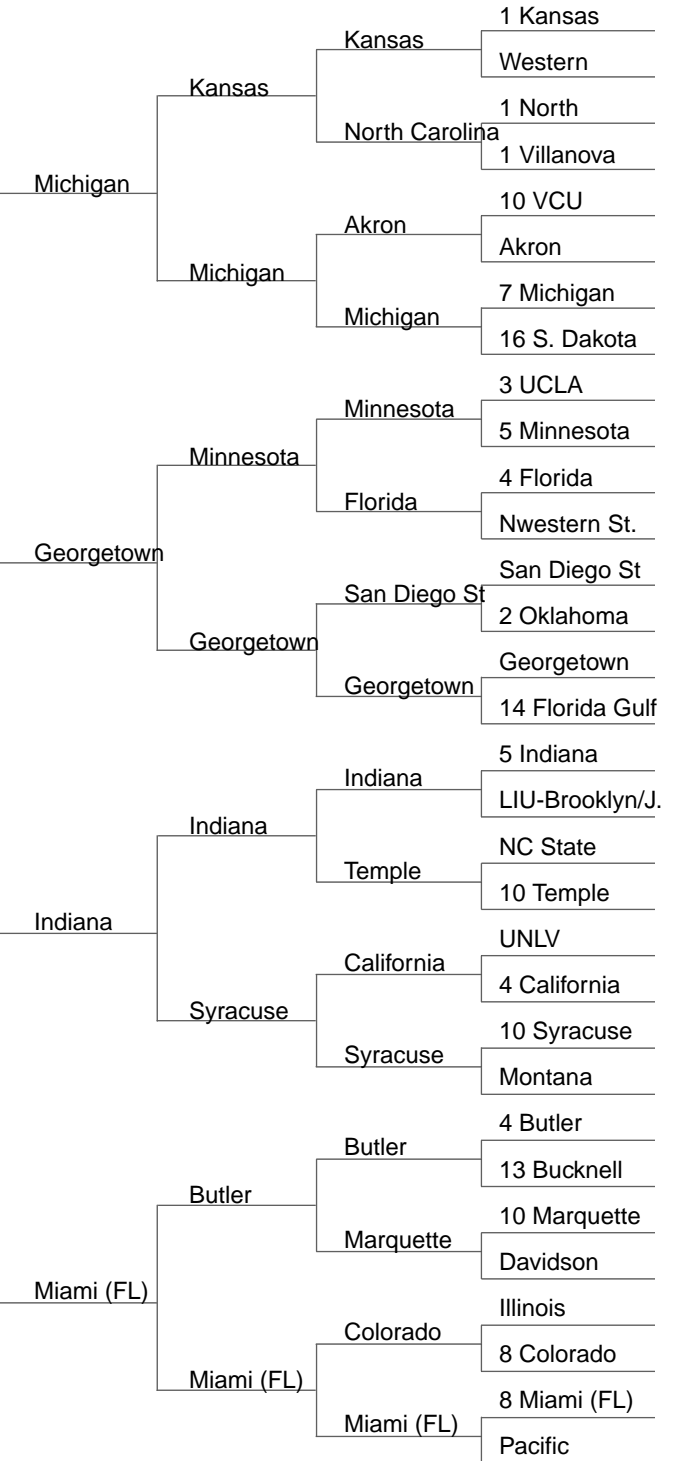 1 Kansas
Kansas
Western
Kansas
1 North
North Carolina
1 Villanova
Michigan
10 VCU
Akron
Akron
Michigan
7 Michigan
Michigan
16 S. Dakota
3 UCLA
Minnesota
5 Minnesota
Minnesota
4 Florida
Florida
Nwestern St.
Georgetown
San Diego St
San Diego St
2 Oklahoma
Georgetown
Georgetown
Georgetown
14 Florida Gulf
5 Indiana
Indiana
LIU-Brooklyn/J.
Indiana
NC State
Temple
10 Temple
Indiana
UNLV
California
4 California
Syracuse
10 Syracuse
Syracuse
Montana
4 Butler
Butler
13 Bucknell
Butler
10 Marquette
Marquette
Davidson
Miami (FL)
Illinois
Colorado
8 Colorado
Miami (FL)
8 Miami (FL)
Miami (FL)
Pacific